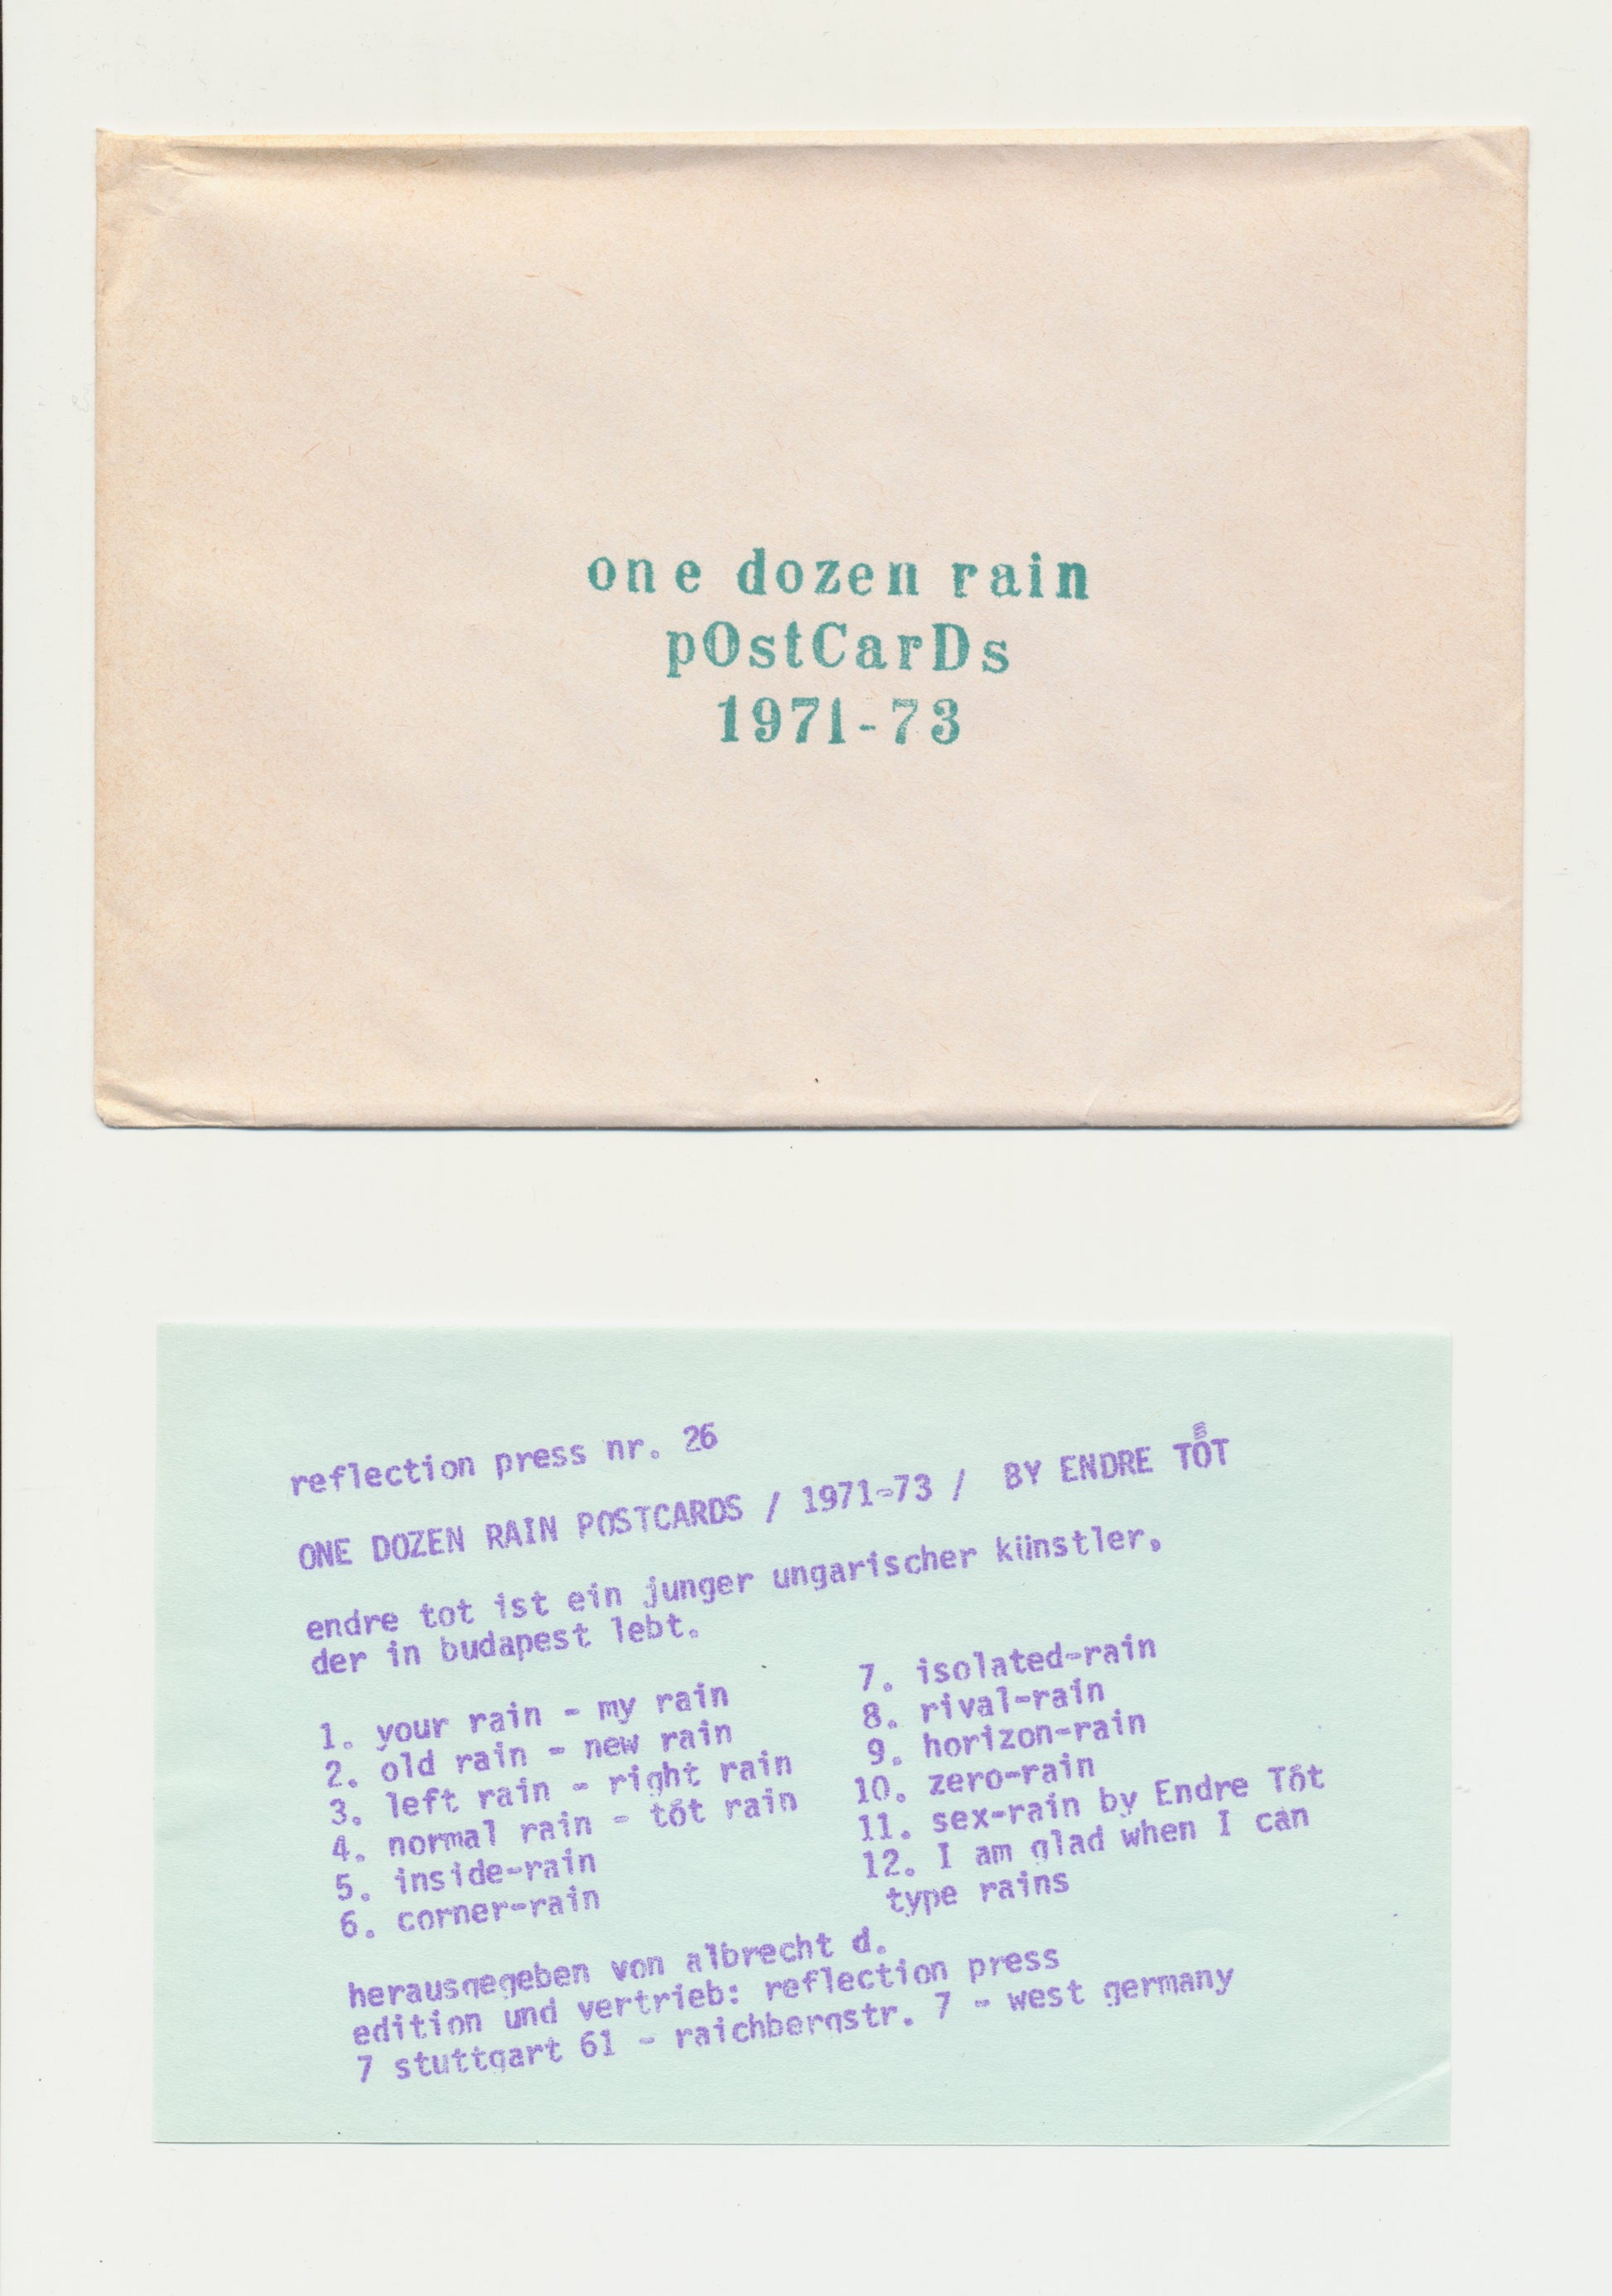 one dozen rain
pOstCarDs
1971-73
reflection press nr. 26
ONE DOZEN RAIN POSTCARDS / 1971-73 / BY ENDRE TÓT
endre tot ist ein junger ungarischer künstler.
der in budapest lebt.
1. your rain - my rain
2. old rain - new rain
3. left rain - right rain
4. normal rain - tót rain
5. inside-rain
6. corner-rain
7. isolated-rain
8. rival-rain
9. horizon-rain
10. zero-rain
11. sex-rain by Endre Tót
12. I am glad when I can
type rains
herausgegeben von albrecht d.
edition und vertrieb: reflection press
7 stuttgart 61 - raichbergstr. 7 - west germany